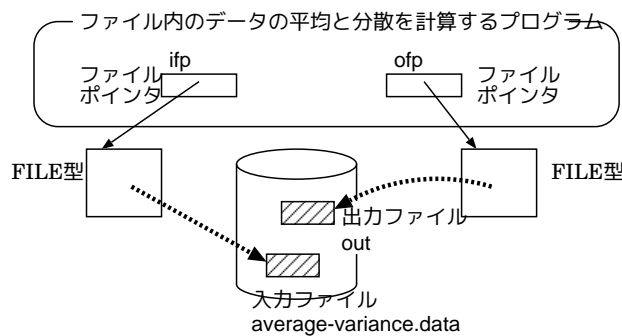 ファイル内のデータの平均と分散を計算するプログラム
ifp
ofp
ファイル
ポインタ
ファイル
ポインタ
FILE型
FILE型
出力ファイル
out
入力ファイル
average-variance.data